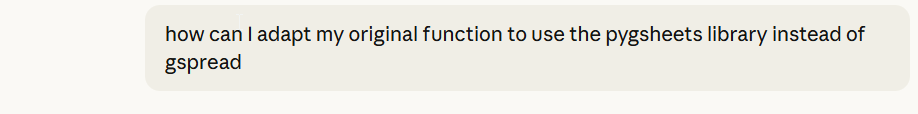 how can I adapt my original function to use the pygsheets library instead of
gspread